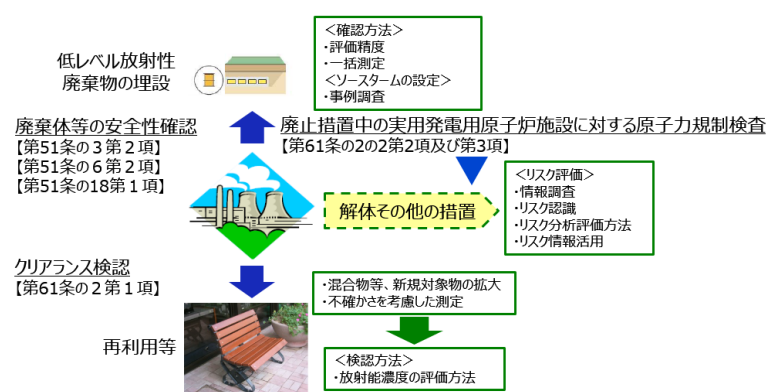 <確認方法>
・評価精度
・一括測定
<ソースタームの設定>
・事例調査
低レベル放射性
廃棄物の埋設
廃棄体等の安全性確認
【第51条の3第2項】
【第51条の6第2項】
【第51条の18第1項】
廃止措置中の実用発電用原子炉施設に対する原子力規制検査
【第61条の2の2第2項及び第3項】
<リスク評価>
・情報調査
・リスク認識
・リスク分析評価方法
・リスク情報活用
解体その他の措置
クリアランス検認
【第61条の2第1項】
・混合物等、新規対象物の拡大
・不確かさを考慮した測定
再利用等
<検認方法>
・放射能濃度の評価方法